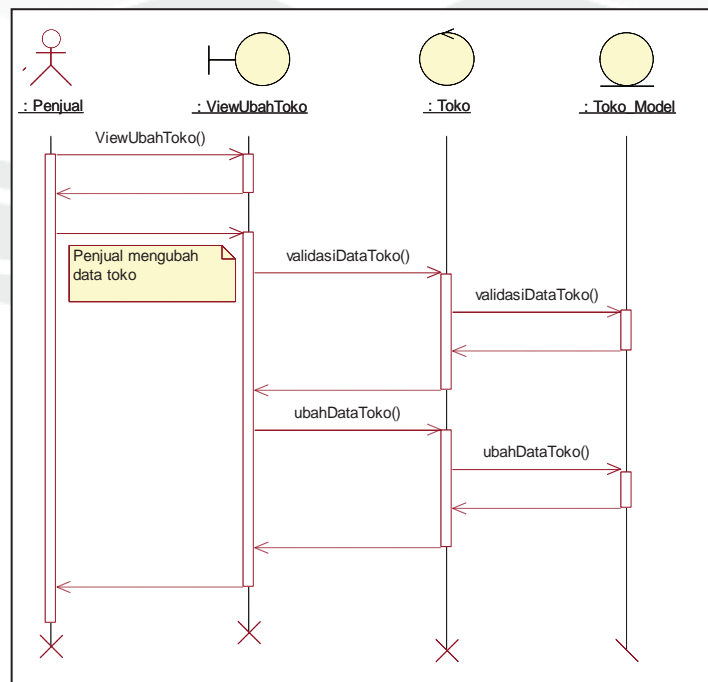 : Penjual
: ViewUbahToko
: Toko
: Toko_Model
ViewUbahToko()
Penjual mengubah
data toko
validasiDataToko()
validasiDataToko()
ubahDataToko()
ubahDataToko()